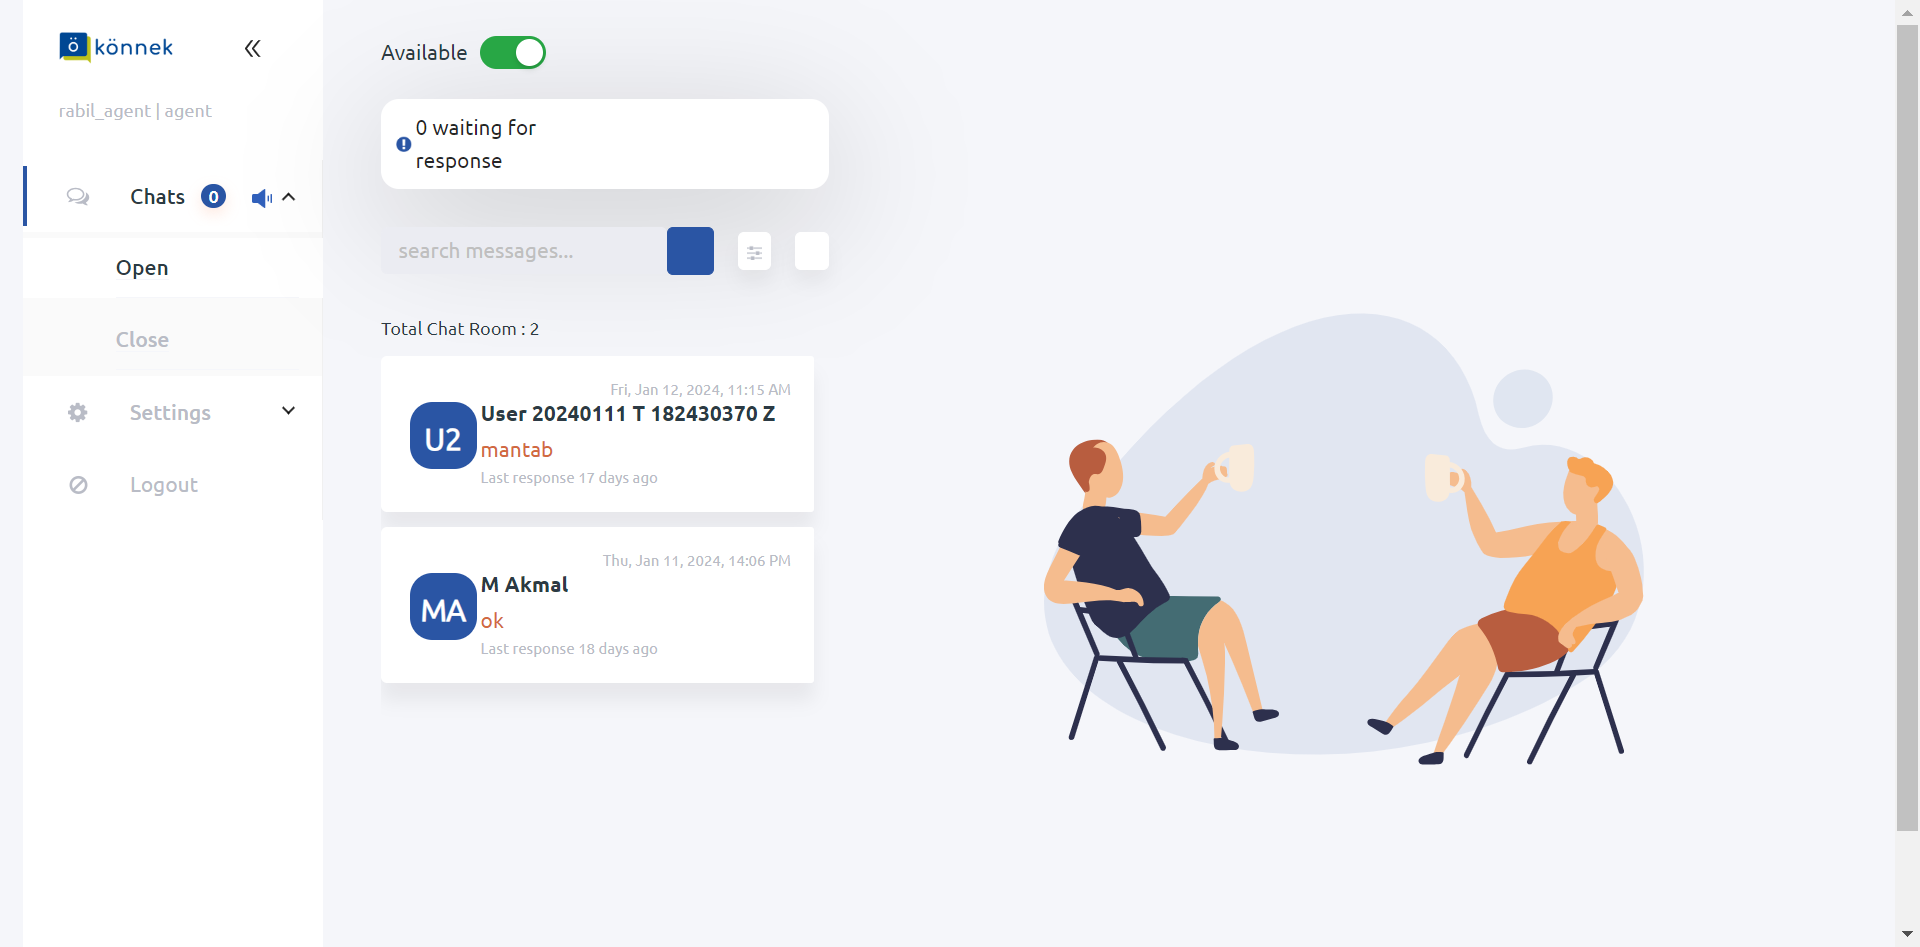 ö könnek
rabil_agent | agent
Chats 0
Open
Close
Settings
Logout
Available
0 waiting for
response
search messages...
Total Chat Room : 2
Fri, Jan 12, 2024, 11:15 AM
U2
User 20240111 T 182430370 Z
mantab
Last response 17 days ago
Thu, Jan 11, 2024, 14:06 PM
MA
M Akmal
ok
Last response 18 days ago